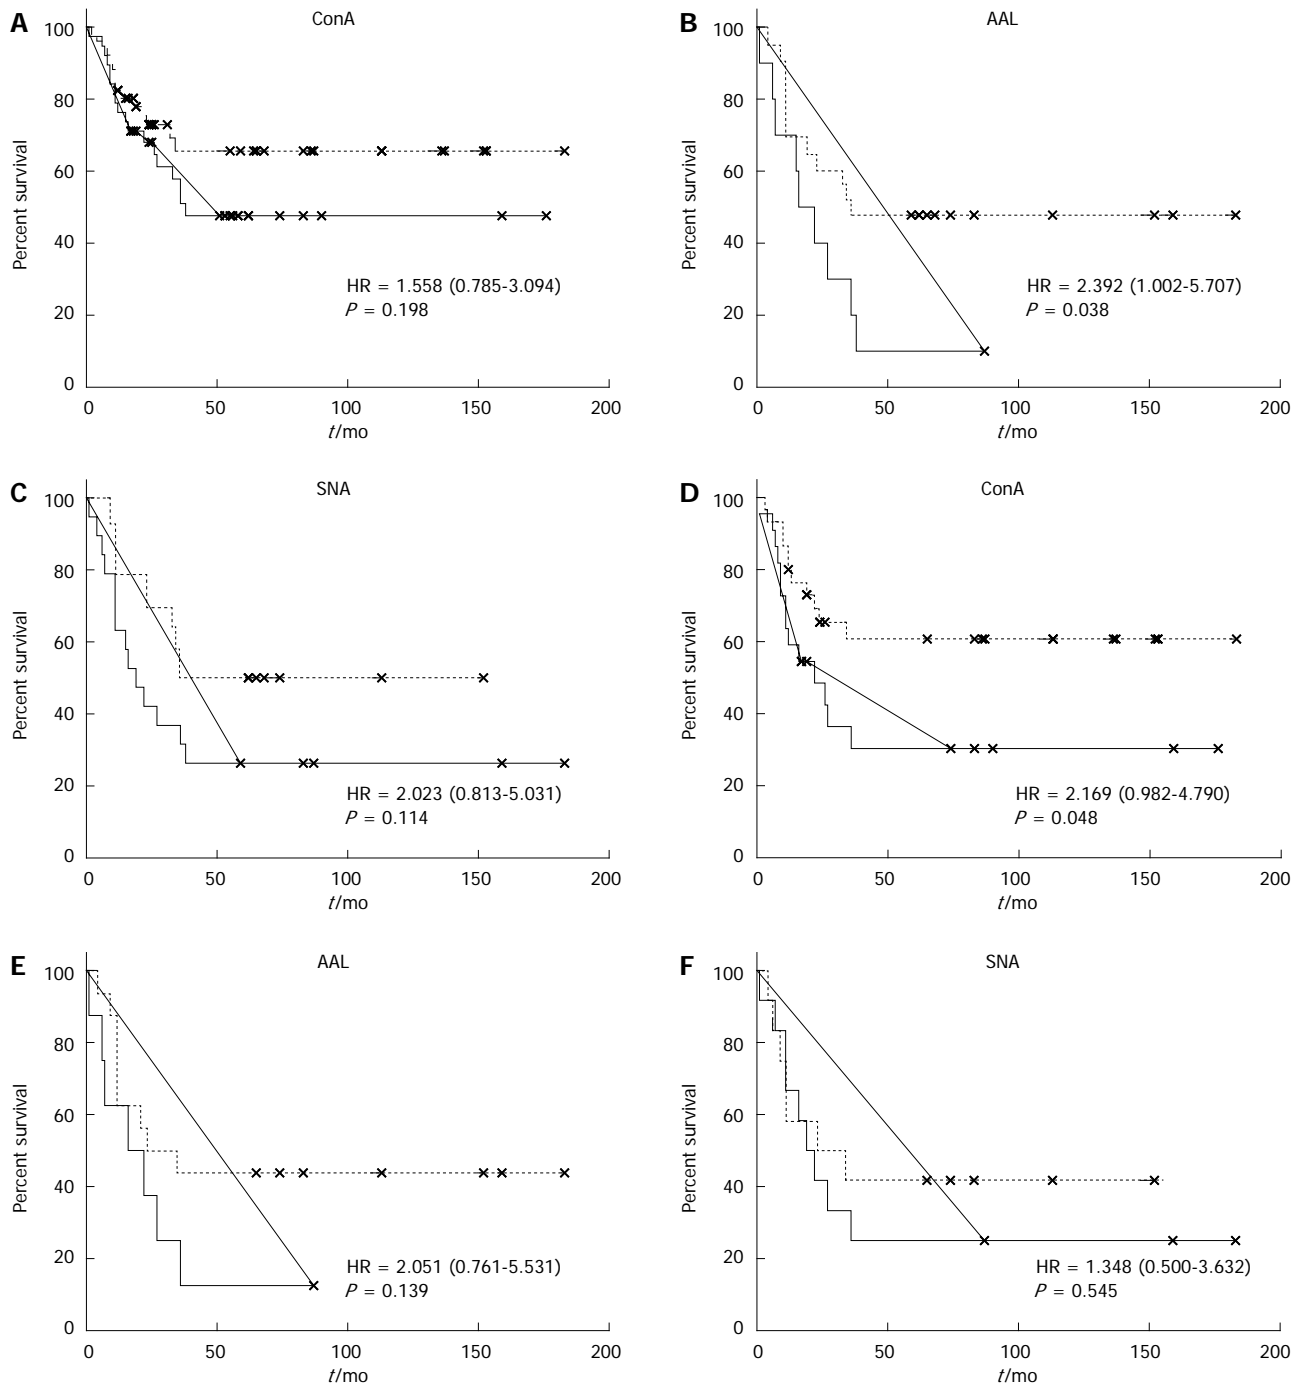 A
ConA
100
80
60
40
20
0
Percent survival
HR = 1.558 (0.785-3.094)
P = 0.198
0 50 100 150 200
t/mo
B
AAL
100
80
60
40
20
0
Percent survival
HR = 2.392 (1.002-5.707)
P = 0.038
0 50 100 150 200
t/mo
C
SNA
100
80
60
40
20
0
Percent survival
HR = 2.023 (0.813-5.031)
P = 0.114
0 50 100 150 200
t/mo
D
ConA
100
80
60
40
20
0
Percent survival
HR = 2.169 (0.982-4.790)
P = 0.048
0 50 100 150 200
t/mo
E
AAL
100
80
60
40
20
0
Percent survival
HR = 2.051 (0.761-5.531)
P = 0.139
0 50 100 150 200
t/mo
F
SNA
100
80
60
40
20
0
Percent survival
HR = 1.348 (0.500-3.632)
P = 0.545
0 50 100 150 200
t/mo